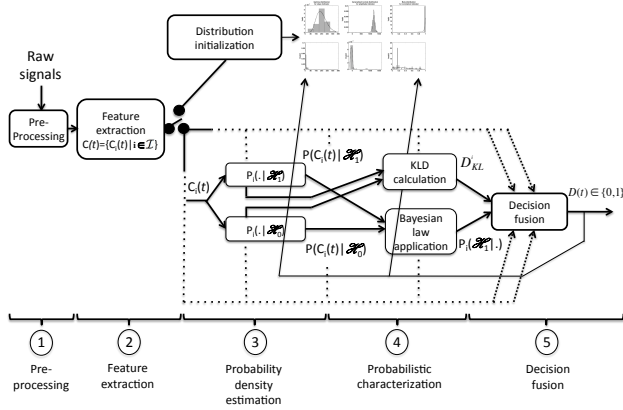 Distribution
initialization
Raw
signals
Pre-
Processing
Feature
extraction
C(t)={Cᵢ(t)| i ∈ ℐ}
Cᵢ(t)
Pᵢ(.|ℋ₁)
Pᵢ(.|ℋ₀)
P(Cᵢ(t)|ℋ₁)
P(Cᵢ(t)|ℋ₀)
KLD
calculation
Bayesian
law
application
Dⁱ_KL
Pᵢ(ℋ₁|.)
Decision
fusion
D(t) ∈ {0,1}
1
2
3
4
5
Pre-
processing
Feature
extraction
Probability
density
estimation
Probabilistic
characterization
Decision
fusion